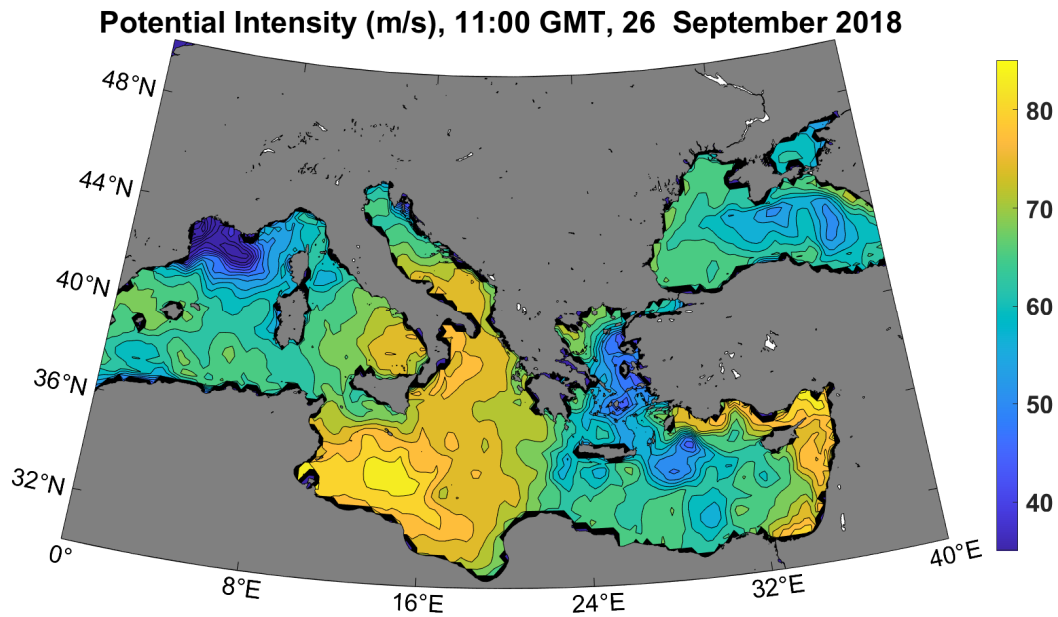 Potential Intensity (m/s), 11:00 GMT, 26  September 2018
48°N
44°N
40°N
36°N
32°N
0°
8°E
16°E
24°E
32°E
40°E
80
70
60
50
40